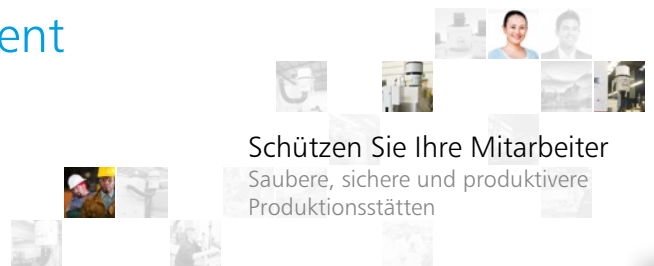 ent
Schützen Sie Ihre Mitarbeiter
Saubere, sichere und produktivere
Produktionsstätten